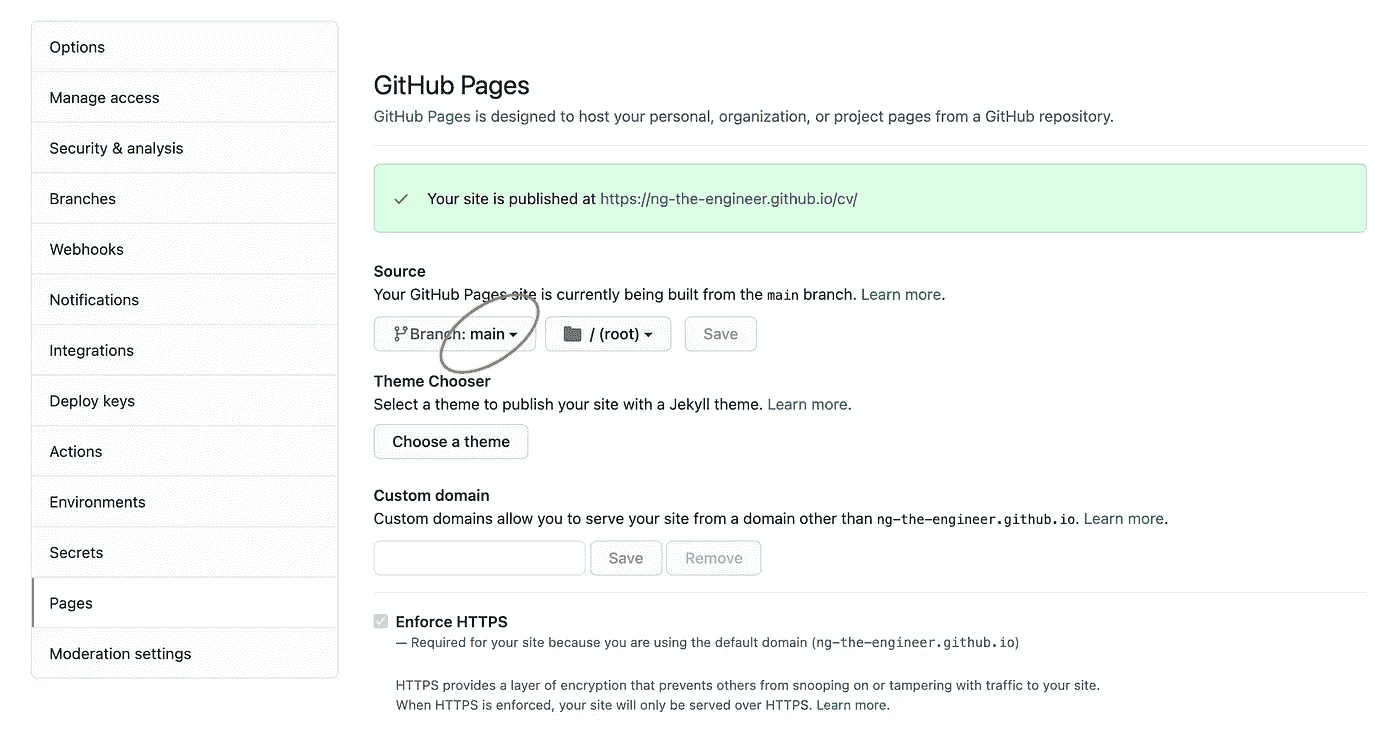 Options
Manage access
Security & analysis
Branches
Webhooks
Notifications
Integrations
Deploy keys
Actions
Environments
Secrets
Pages
Moderation settings
GitHub Pages
GitHub Pages is designed to host your personal, organization, or project pages from a GitHub repository.
Your site is published at https://ng-the-engineer.github.io/cv/
Source
Your GitHub Pages site is currently being built from the main branch. Learn more.
Branch: main / (root) Save
Theme Chooser
Select a theme to publish your site with a Jekyll theme. Learn more.
Choose a theme
Custom domain
Custom domains allow you to serve your site from a domain other than ng-the-engineer.github.io. Learn more.
Save Remove
Enforce HTTPS
— Required for your site because you are using the default domain (ng-the-engineer.github.io)
HTTPS provides a layer of encryption that prevents others from snooping on or tampering with traffic to your site.
When HTTPS is enforced, your site will only be served over HTTPS. Learn more.